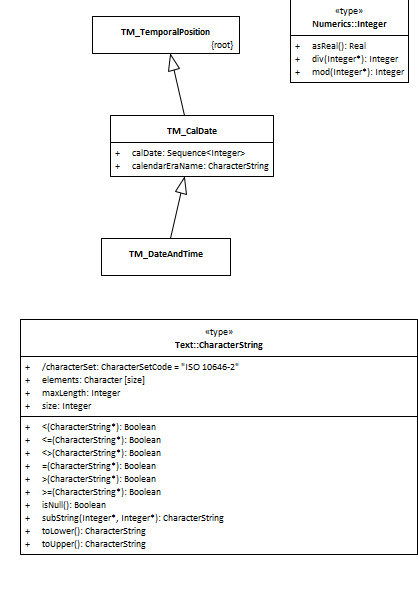 TM_TemporalPosition
{root}
«type»
Numerics::Integer
+ asReal(): Real
+ div(Integer*): Integer
+ mod(Integer*): Integer
TM_CalDate
+ calDate: Sequence<Integer>
+ calendarEraName: CharacterString
TM_DateAndTime
«type»
Text::CharacterString
+ /characterSet: CharacterSetCode = "ISO 10646-2"
+ elements: Character [size]
+ maxLength: Integer
+ size: Integer
+ <(CharacterString*): Boolean
+ <=(CharacterString*): Boolean
+ <>(CharacterString*): Boolean
+ =(CharacterString*): Boolean
+ >(CharacterString*): Boolean
+ >=(CharacterString*): Boolean
+ isNull(): Boolean
+ subString(Integer*, Integer*): CharacterString
+ toLower(): CharacterString
+ toUpper(): CharacterString